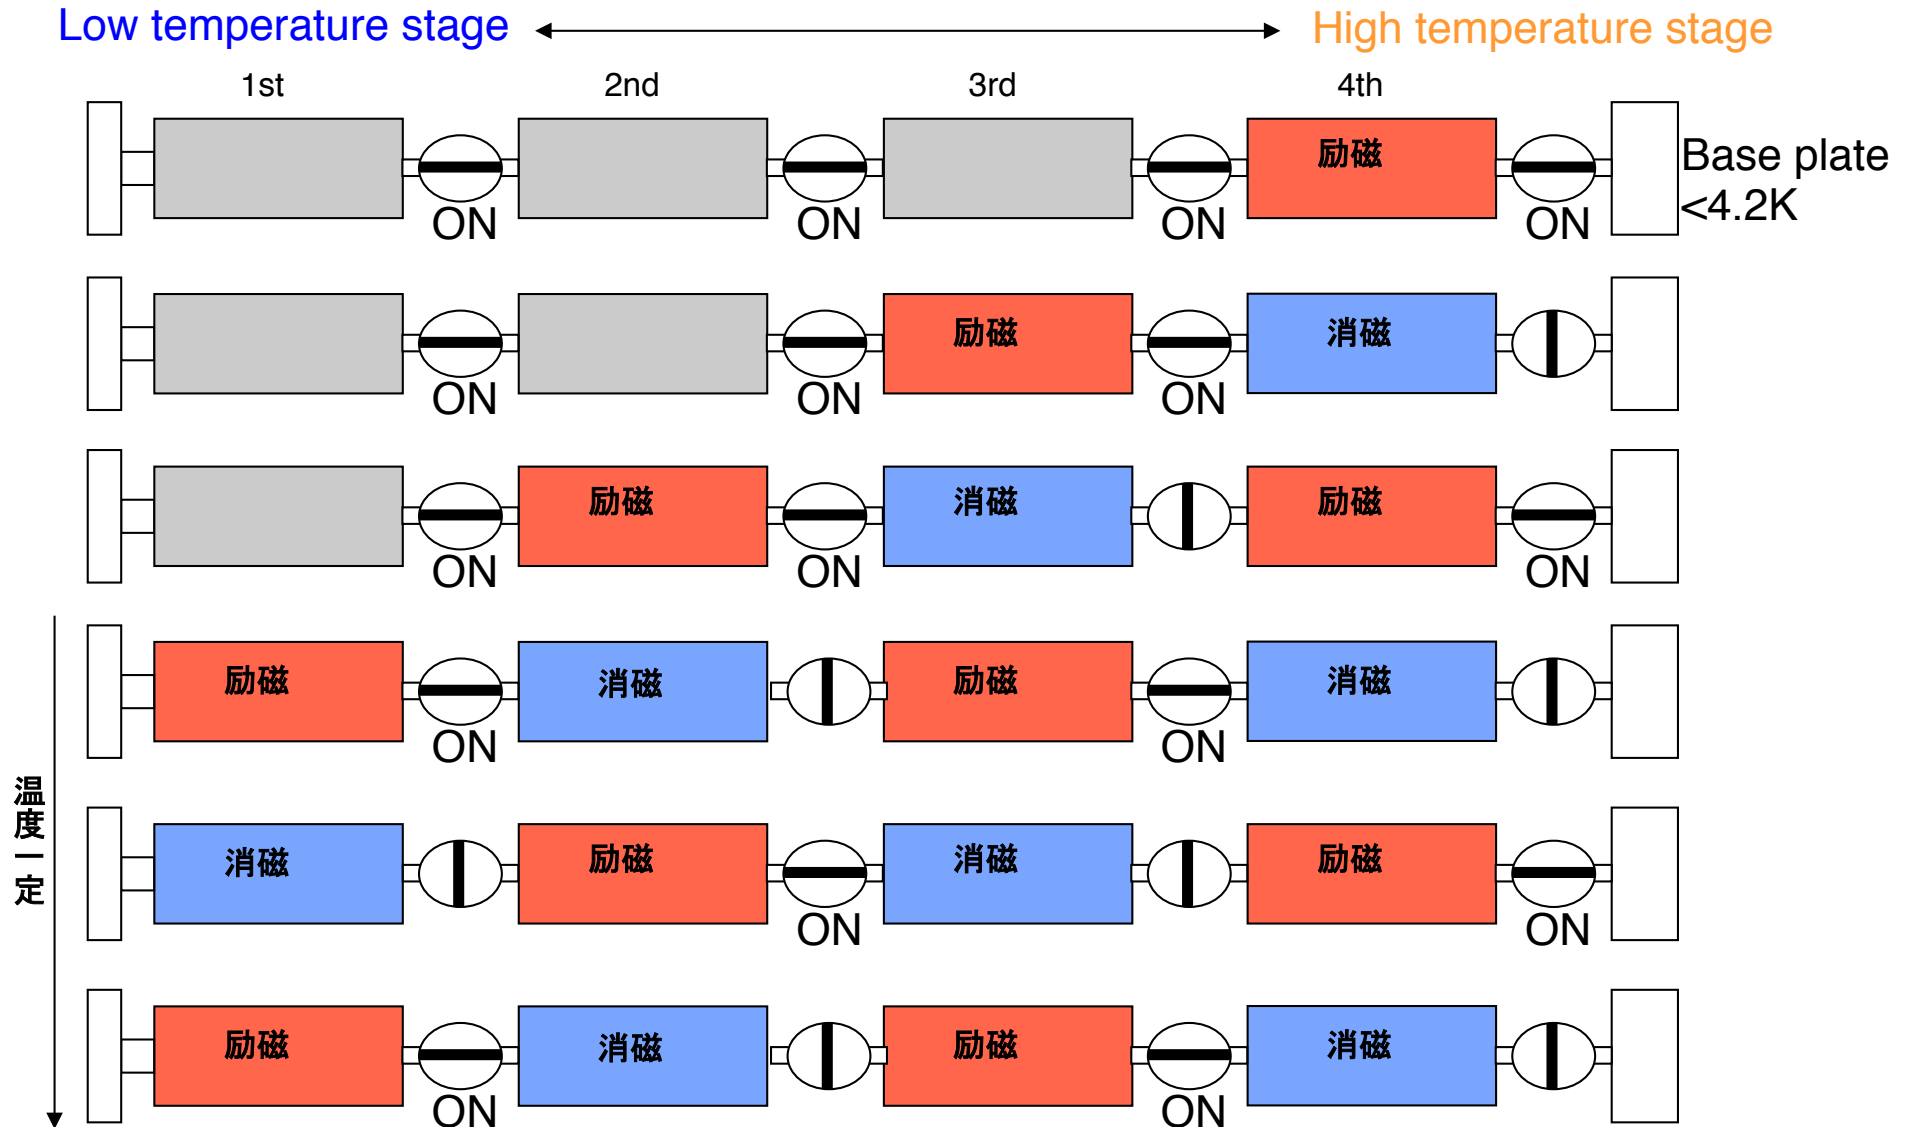 Low temperature stage
High temperature stage
1st
2nd
3rd
4th
励磁
Base plate
<4.2K
ON
ON
ON
ON
励磁
消磁
ON
ON
ON
励磁
消磁
励磁
ON
ON
ON
励磁
消磁
励磁
消磁
ON
ON
温度一定
消磁
励磁
消磁
励磁
ON
ON
励磁
消磁
励磁
消磁
ON
ON